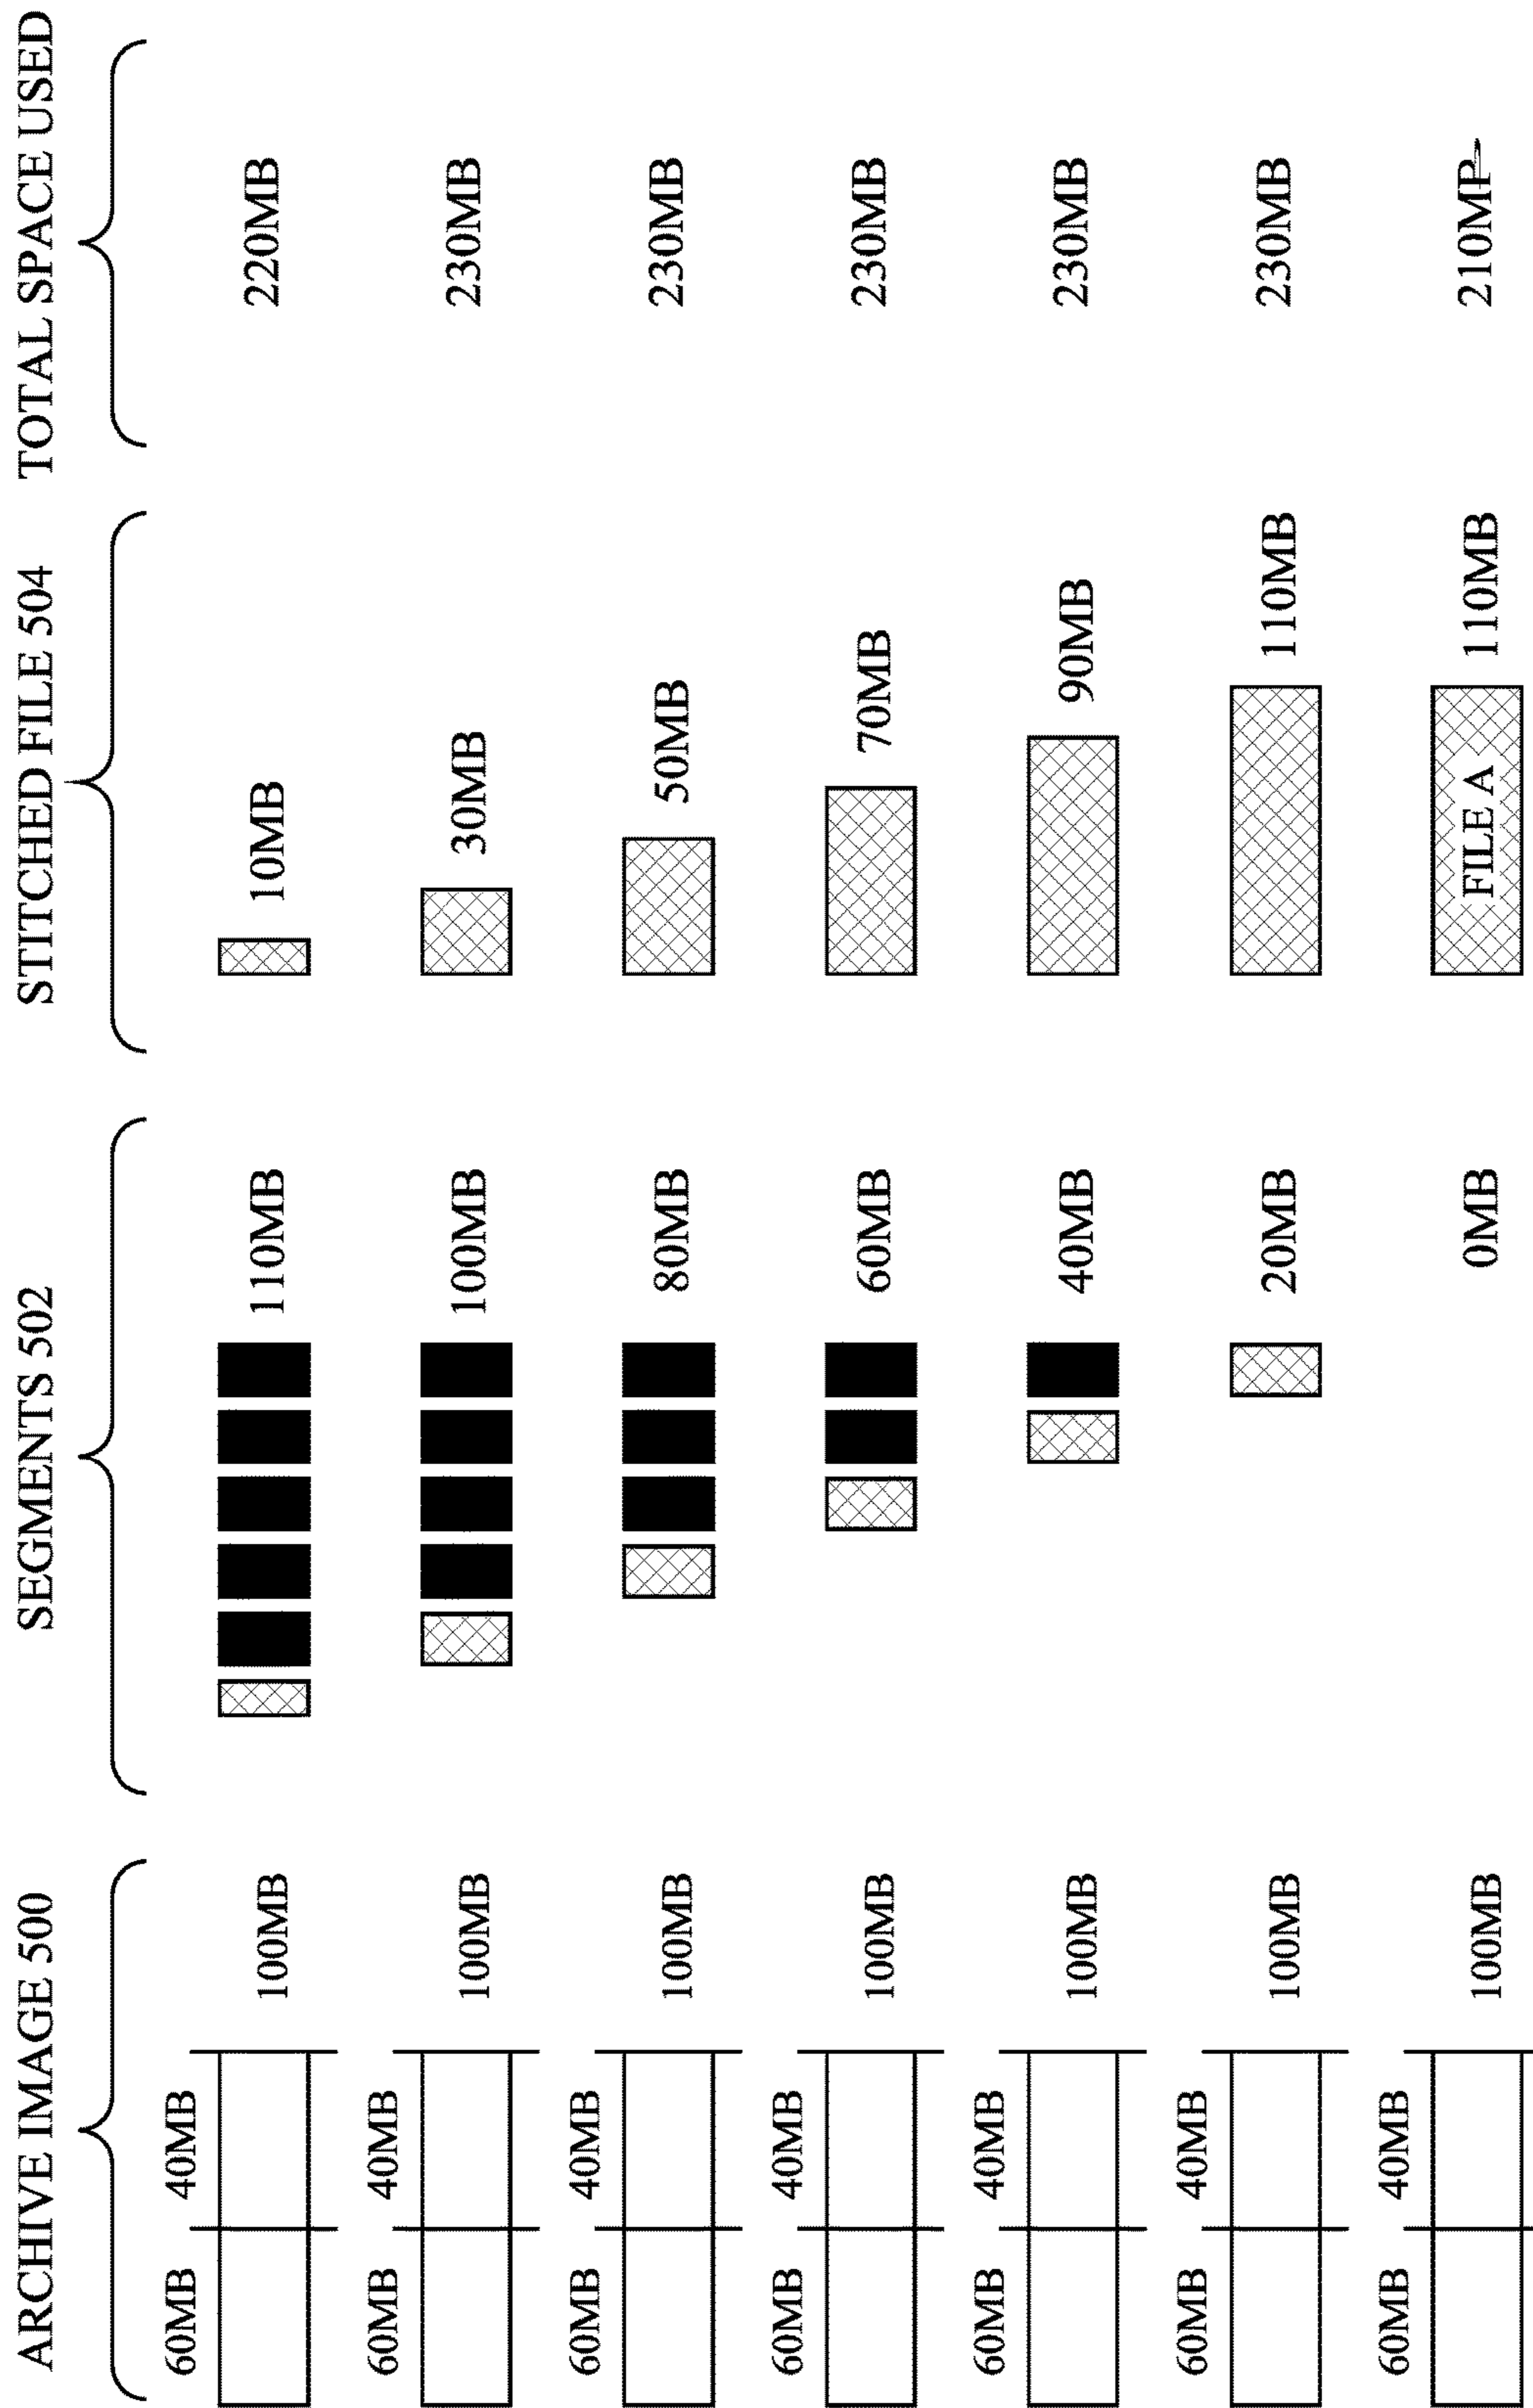 ARCHIVE IMAGE 500
SEGMENTS 502
STITCHED FILE 504
TOTAL SPACE USED
60MB 40MB
100MB
110MB
10MB
220MB
60MB 40MB
100MB
100MB
30MB
230MB
60MB 40MB
100MB
80MB
50MB
230MB
60MB 40MB
100MB
60MB
70MB
230MB
60MB 40MB
100MB
40MB
90MB
230MB
60MB 40MB
100MB
20MB
110MB
230MB
60MB 40MB
100MB
0MB
FILE A
110MB